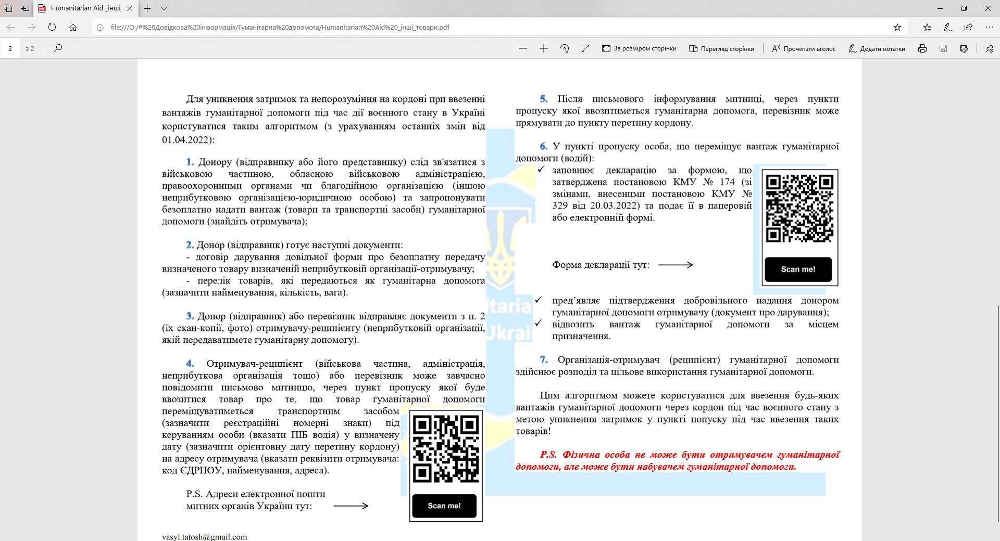 Humanitarian Aid _інші_
file:///O:/#%20Довідкова%20інформація/Гуманітарна%20допомога/Humanitarian%20Aid%20_інші_товари.pdf
2 з 2 За розміром сторінки Перегляд сторінки Прочитати вголос Додати нотатки
Для уникнення затримок та непорозуміння на кордоні при ввезенні
вантажів гуманітарної допомоги під час дії воєнного стану в Україні
користуватися таким алгоритмом (з урахуванням останніх змін від
01.04.2022):
1. Донору (відправнику або його представнику) слід зв'язатися з
військовою частиною, обласною військовою адміністрацією,
правоохоронними органами чи благодійною організацією (іншою
неприбутковою організацією-юридичною особою) та запропонувати
безоплатно надати вантаж (товари та транспортні засоби) гуманітарної
допомоги (знайдіть отримувача);
2. Донор (відправник) готує наступні документи:
- договір дарування довільної форми про безоплатну передачу
визначеного товару визначеній неприбутковій організації-отримувачу;
- перелік товарів, які передаються як гуманітарна допомога
(зазначити найменування, кількість, вага).
3. Донор (відправник) або перевізник відправляє документи з п. 2
(їх скан-копії, фото) отримувачу-реципієнту (неприбутковій організації,
якій передаватимете гуманітарну допомогу).
4. Отримувач-реципієнт (військова частина, адміністрація,
неприбуткова організація тощо) або перевізник може завчасно
повідомити письмово митницю, через пункт пропуску якої буде
ввозитися товар про те, що товар гуманітарної допомоги
переміщуватиметься транспортним засобом
(зазначити реєстраційні номерні знаки) під
керуванням особи (вказати ПІБ водія) у визначену
дату (зазначити орієнтовну дату перетину кордону)
на адресу отримувача (вказати реквізити отримувача:
код ЄДРПОУ, найменування, адреса).
P.S. Адреси електронної пошти
митних органів України тут:
Scan me!
vasyl.tatosh@gmail.com
5. Після письмового інформування митниці, через пункти
пропуску якої ввозитиметься гуманітарна допомога, перевізник може
прямувати до пункту перетину кордону.
6. У пункті пропуску особа, що переміщує вантаж гуманітарної
допомоги (водій):
✓ заповнює декларацію за формою, що
затверджена постановою КМУ № 174 (зі
змінами, внесеними постановою КМУ №
329 від 20.03.2022) та подає її в паперовій
або електронній формі.
Форма декларації тут:
Scan me!
✓ пред’являє підтвердження добровільного надання донором
гуманітарної допомоги отримувачу (документ про дарування);
✓ відвозить вантаж гуманітарної допомоги за місцем
призначення.
7. Організація-отримувач (реципієнт) гуманітарної допомоги
здійснює розподіл та цільове використання гуманітарної допомоги.
Цим алгоритмом можете користуватися для ввезення будь-яких
вантажів гуманітарної допомоги через кордон під час воєнного стану з
метою уникнення затримок у пункті попуску під час ввезення таких
товарів!
P.S. Фізична особа не може бути отримувачем гуманітарної
допомоги, але може бути набувачем гуманітарної допомоги.
itaria
Ukrai